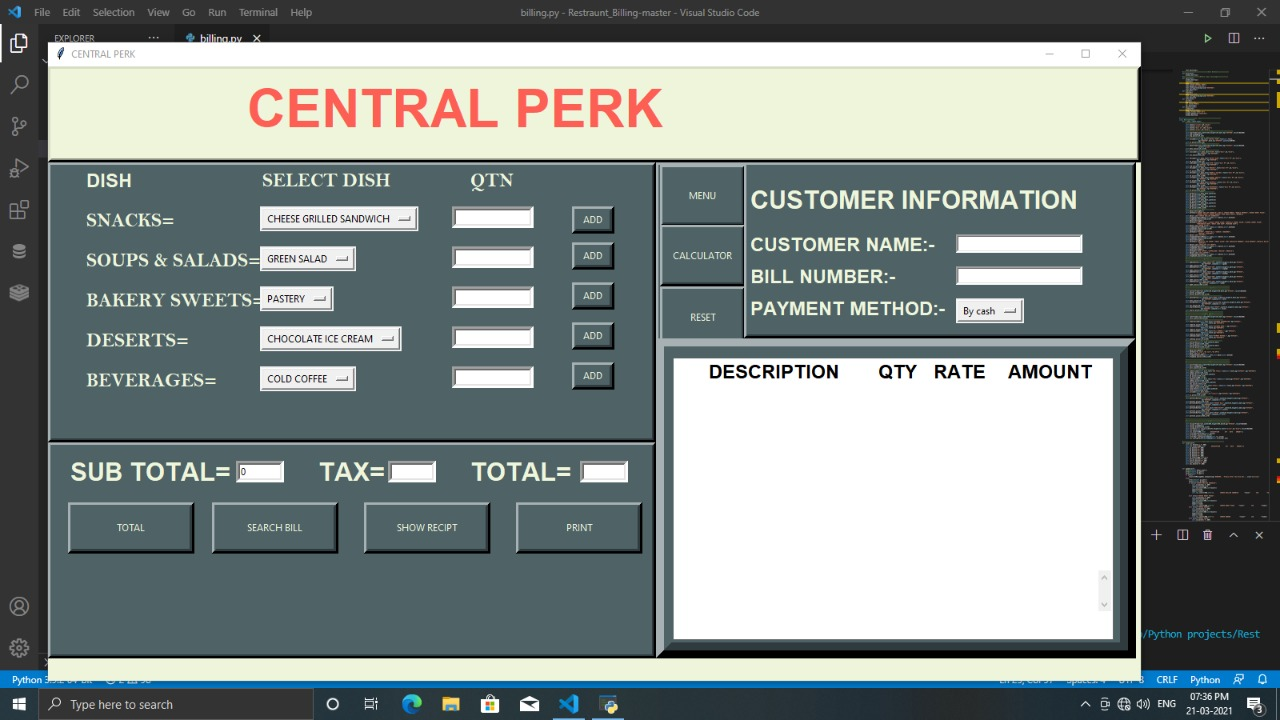 File Edit Selection View Go Run Terminal Help billing.py - Restraunt_Billing-master - Visual Studio Code
EXPLORER ··· billing.py
CENTRAL PERK
CENTRAL PERK
DISH
SNACKS= CHEESE GRILLED SANDWICH ADD
SOUPS & SALADS= GREEN SALAD ADD
BAKERY SWEETS= PASTERY ADD
DESERTS= CHOCOLATE ICE CREAM ADD
BEVERAGES= COLD COFFEE ADD
MENU
CALCULATOR
RESET
CUSTOMER INFORMATION
CUSTOMER NAME:-
BILL NUMBER:-
PAYMENT METHOD:- By cash
DESCRIPTION QTY RATE AMOUNT
SUB TOTAL= 0 TAX= TOTAL=
TOTAL SEARCH BILL SHOW RECIPT PRINT
/Python projects/Rest
Python CRLF Python
Type here to search
ENG
07:36 PM
21-03-2021
3